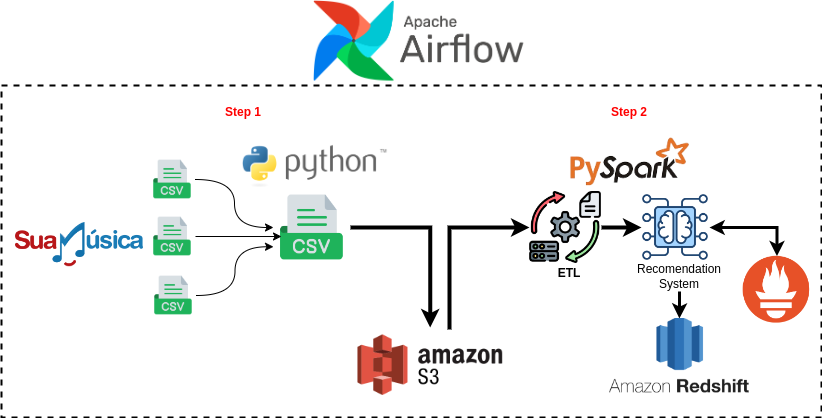 Apache
Airflow
Step 1
Step 2
python™
PySpark
CSV
CSV
CSV
CSV
SuaMúsica
ETL
Recomendation
System
amazon
S3
Amazon Redshift